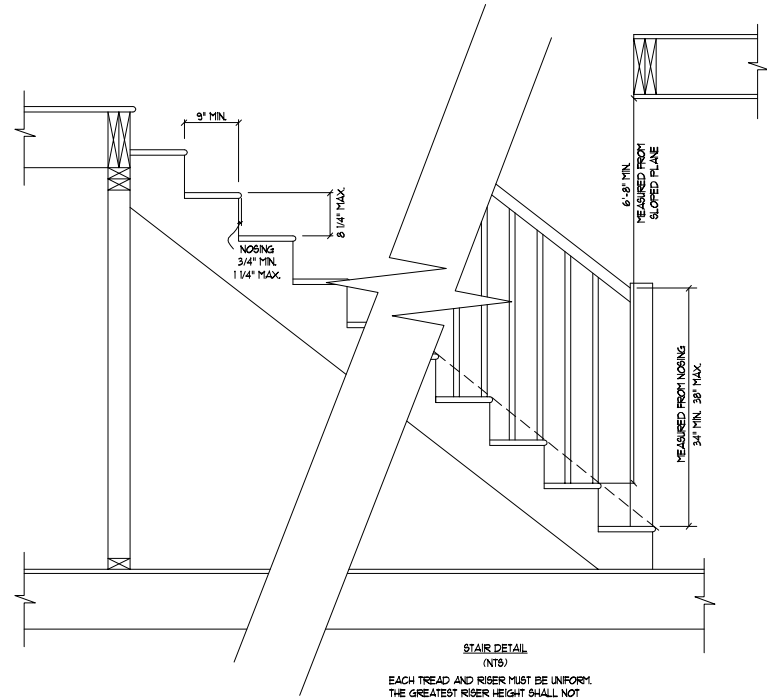 9" MIN.
8 1/4" MAX.
NOSING
3/4" MIN.
1 1/4" MAX.
6'-8" MIN.
MEASURED FROM
SLOPED PLANE
MEASURED FROM NOSING
34" MIN. 38" MAX.
STAIR DETAIL
(NTS)
EACH TREAD AND RISER MUST BE UNIFORM.
THE GREATEST RISER HEIGHT SHALL NOT